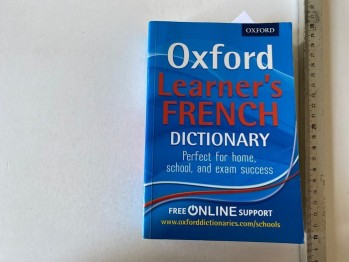 OXFORD
Oxford
Learner's
FRENCH
DICTIONARY
Perfect for home,
school, and exam success
FREE ONLINE SUPPORT
www.oxforddictionaries.com/schools